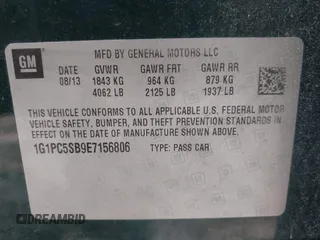 GM
MFD BY GENERAL MOTORS LLC
DATE GVWR GAWR FRT GAWR RR
08/13 1843 KG 964 KG 879 KG
4062 LB 2125 LB 1937 LB
THIS VEHICLE CONFORMS TO ALL APPLICABLE U.S. FEDERAL MOTOR
VEHICLE SAFETY, BUMPER, AND THEFT PREVENTION STANDARDS
IN EFFECT ON THE DATE OF MANUFACTURE SHOWN ABOVE.
1G1PC5SB9E7156806 TYPE: PASS CAR
DREAMBID